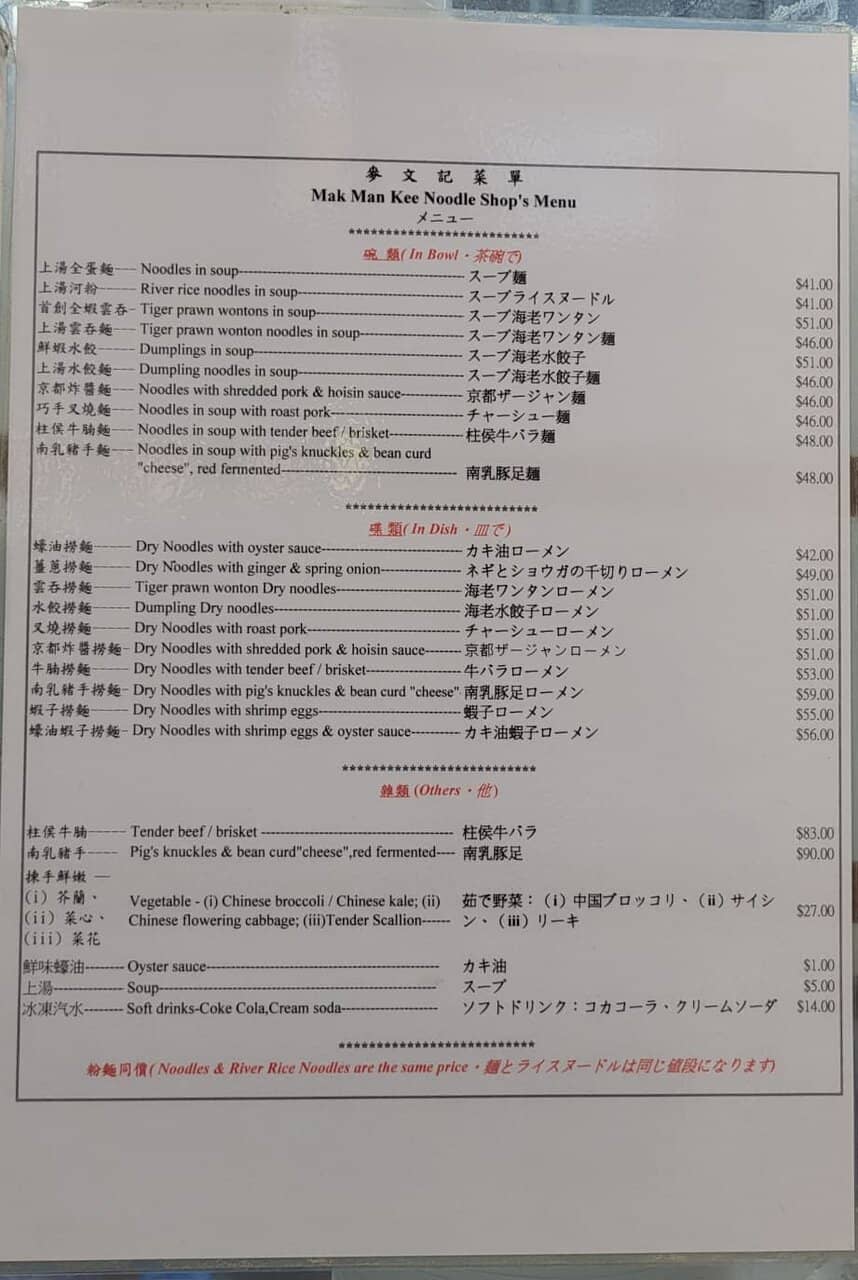 麥文記菜單
Mak Man Kee Noodle Shop's Menu
メニュー
**************************
碗 類( In Bowl・茶碗で)
上湯全蛋麵--- Noodles in soup--- スープ麺 $41.00
上湯河粉----- River rice noodles in soup--- スープライスヌードル $41.00
首創全蝦雲吞- Tiger prawn wontons in soup--- スープ海老ワンタン $51.00
上湯雲吞麵--- Tiger prawn wonton noodles in soup--- スープ海老ワンタン麺 $46.00
鮮蝦水餃----- Dumplings in soup--- スープ海老水餃子 $51.00
上湯水餃麵--- Dumpling noodles in soup--- スープ海老水餃子麺 $46.00
京都炸醬麵--- Noodles with shredded pork & hoisin sauce--- 京都ザージャン麺 $46.00
巧手叉燒麵--- Noodles in soup with roast pork--- チャーシュー麺 $46.00
柱侯牛腩麵--- Noodles in soup with tender beef / brisket--- 柱侯牛バラ麺 $48.00
南乳豬手麵--- Noodles in soup with pig's knuckles & bean curd
"cheese", red fermented--- 南乳豚足麺 $48.00
**************************
碟 類( In Dish・皿で)
蠔油撈麵----- Dry Noodles with oyster sauce--- カキ油ローメン $42.00
薑蔥撈麵----- Dry Noodles with ginger & spring onion--- ネギとショウガの千切りローメン $49.00
雲吞撈麵----- Tiger prawn wonton Dry noodles--- 海老ワンタンローメン $51.00
水餃撈麵----- Dumpling Dry noodles--- 海老水餃子ローメン $51.00
叉燒撈麵----- Dry Noodles with roast pork--- チャーシューローメン $51.00
京都炸醬撈麵- Dry Noodles with shredded pork & hoisin sauce--- 京都ザージャンローメン $51.00
牛腩撈麵----- Dry Noodles with tender beef / brisket--- 牛バラローメン $53.00
南乳豬手撈麵- Dry Noodles with pig's knuckles & bean curd "cheese"- 南乳豚足ローメン $59.00
蝦子撈麵----- Dry Noodles with shrimp eggs--- 蝦子ローメン $55.00
蠔油蝦子撈麵- Dry Noodles with shrimp eggs & oyster sauce--- カキ油蝦子ローメン $56.00
**************************
雜類 (Others・他)
柱侯牛腩----- Tender beef / brisket --- 柱侯牛バラ $83.00
南乳豬手---- Pig's knuckles & bean curd"cheese",red fermented---- 南乳豚足 $90.00
揀手鮮嫩 —
(i) 芥蘭、
(ii) 菜心、
(iii) 菜花
Vegetable - (i) Chinese broccoli / Chinese kale; (ii)
Chinese flowering cabbage; (iii)Tender Scallion------
茹で野菜：（i）中国ブロッコリ、（ii）サイシ
ン、（iii）リーキ
$27.00
鮮味蠔油-------- Oyster sauce--- カキ油 $1.00
上湯------------- Soup--- スープ $5.00
冰凍汽水-------- Soft drinks-Coke Cola,Cream soda--- ソフトドリンク：コカコーラ、クリームソーダ $14.00
**************************
粉麵同價( Noodles & River Rice Noodles are the same price・麺とライスヌードルは同じ値段になります)